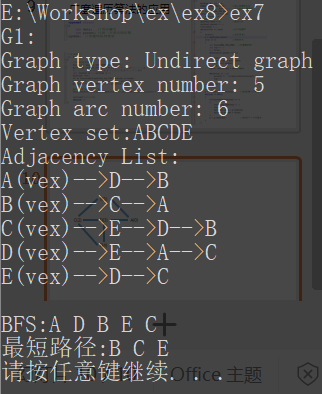 E:\Workshop\ex\ex8>ex7
G1:
Graph type: Undirect graph
Graph vertex number: 5
Graph arc number: 6
Vertex set:ABCDE
Adjacency List:
A(vex)-->D-->B
B(vex)-->C-->A
C(vex)-->E-->D-->B
D(vex)-->E-->A-->C
E(vex)-->D-->C
BFS:A D B E C
最短路径:B C E
请按任意键继续. . .
Office 主题